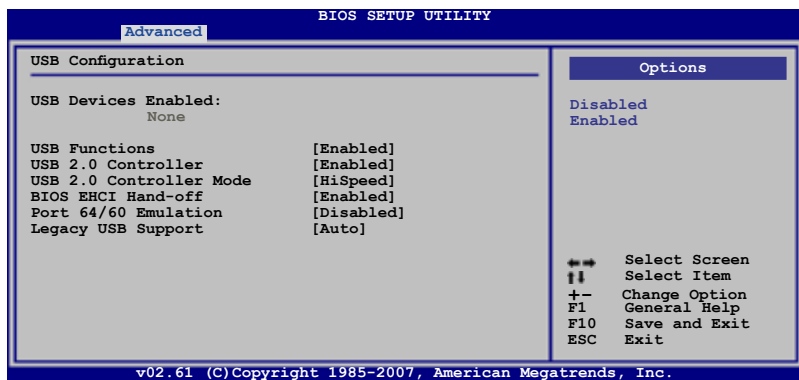 BIOS SETUP UTILITY
Advanced
USB Configuration
USB Devices Enabled:
None
USB Functions [Enabled]
USB 2.0 Controller [Enabled]
USB 2.0 Controller Mode [HiSpeed]
BIOS EHCI Hand-off [Enabled]
Port 64/60 Emulation [Disabled]
Legacy USB Support [Auto]
Options
Disabled
Enabled
←→ Select Screen
↑↓ Select Item
+- Change Option
F1 General Help
F10 Save and Exit
ESC Exit
v02.61 (C)Copyright 1985-2007, American Megatrends, Inc.